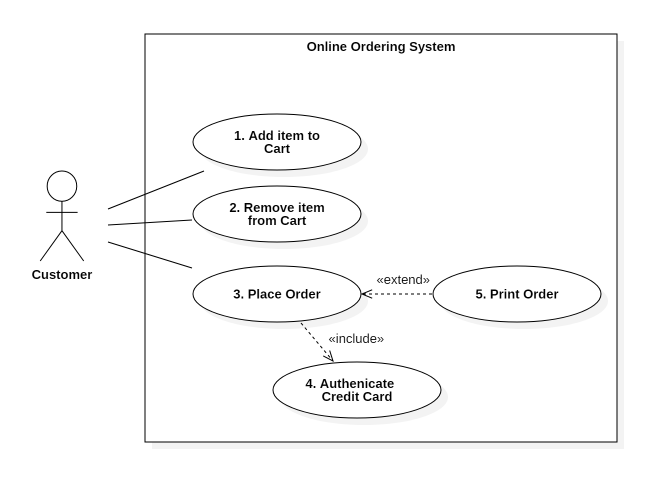 Online Ordering System
1. Add item to
Cart
2. Remove item
from Cart
Customer
«extend»
3. Place Order
5. Print Order
«include»
4. Authenicate
Credit Card